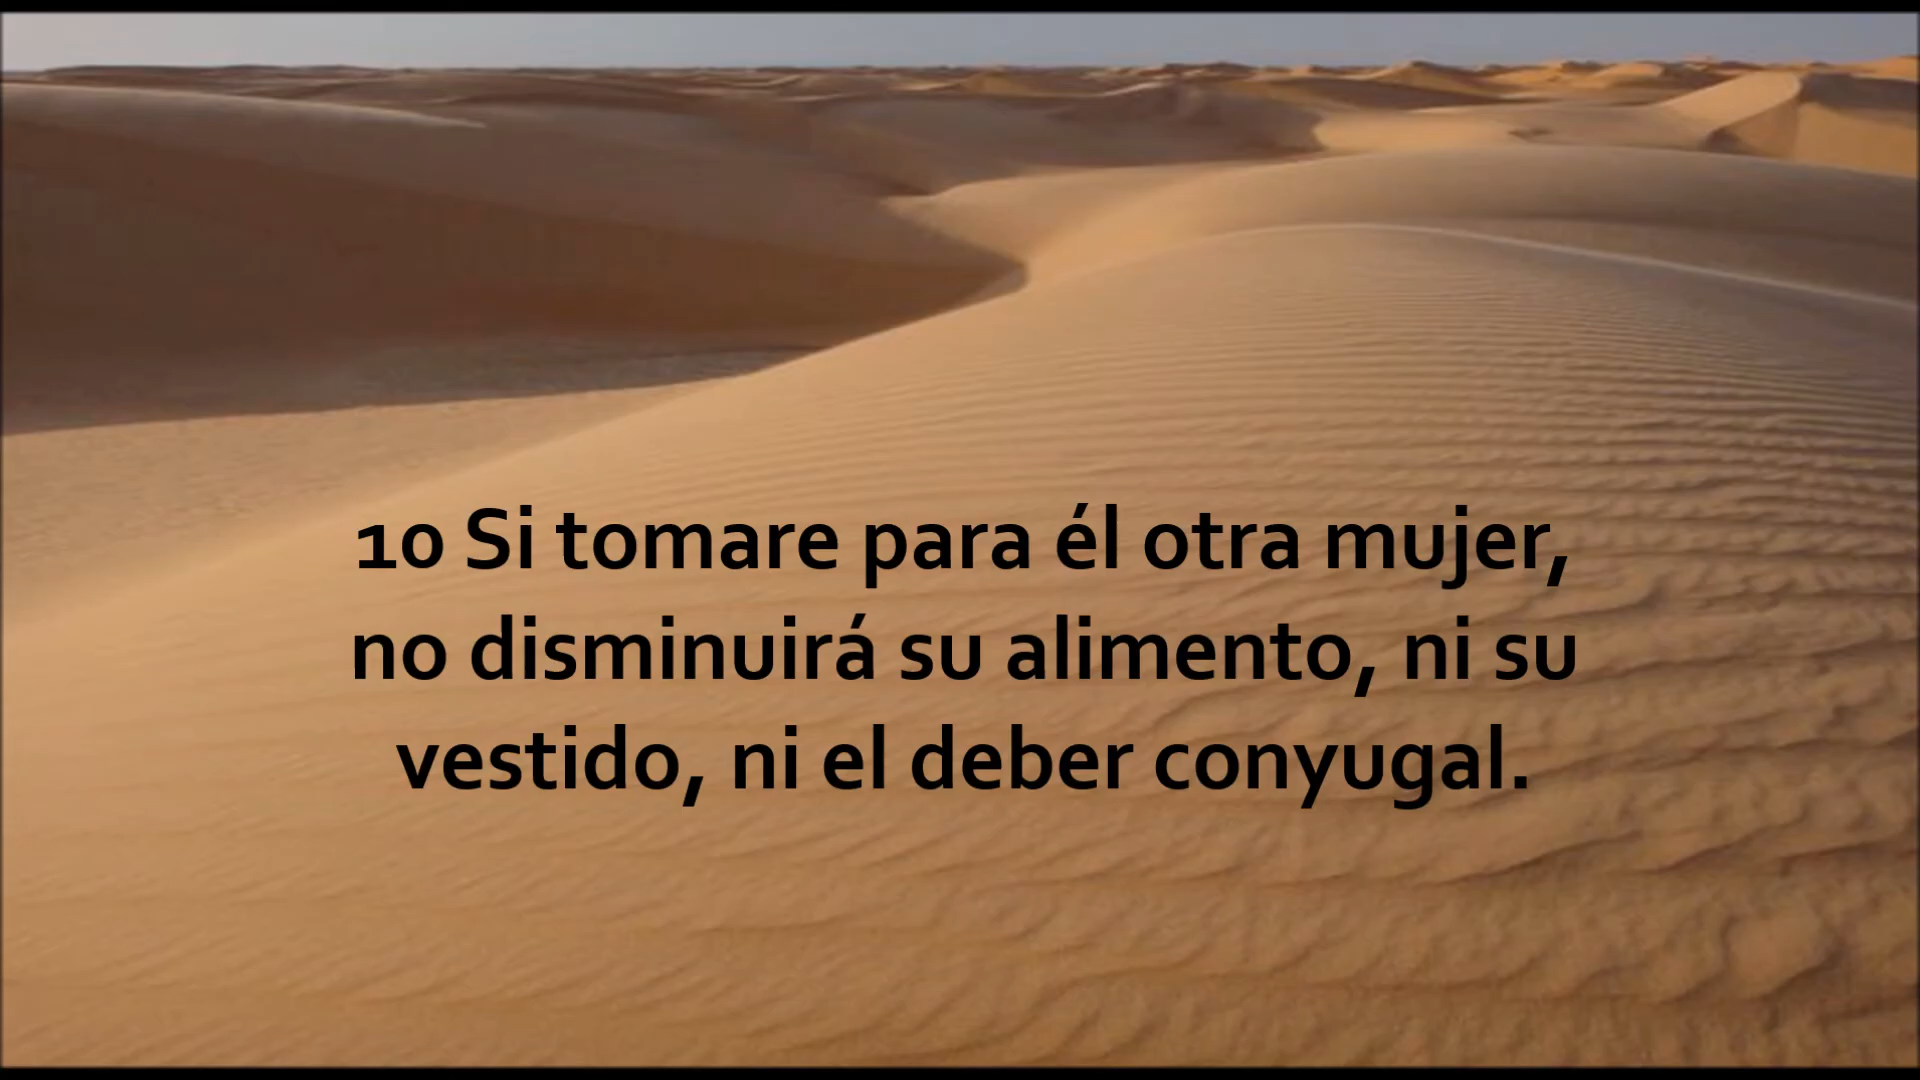 10 Si tomare para él otra mujer,
no disminuirá su alimento, ni su
vestido, ni el deber conyugal.